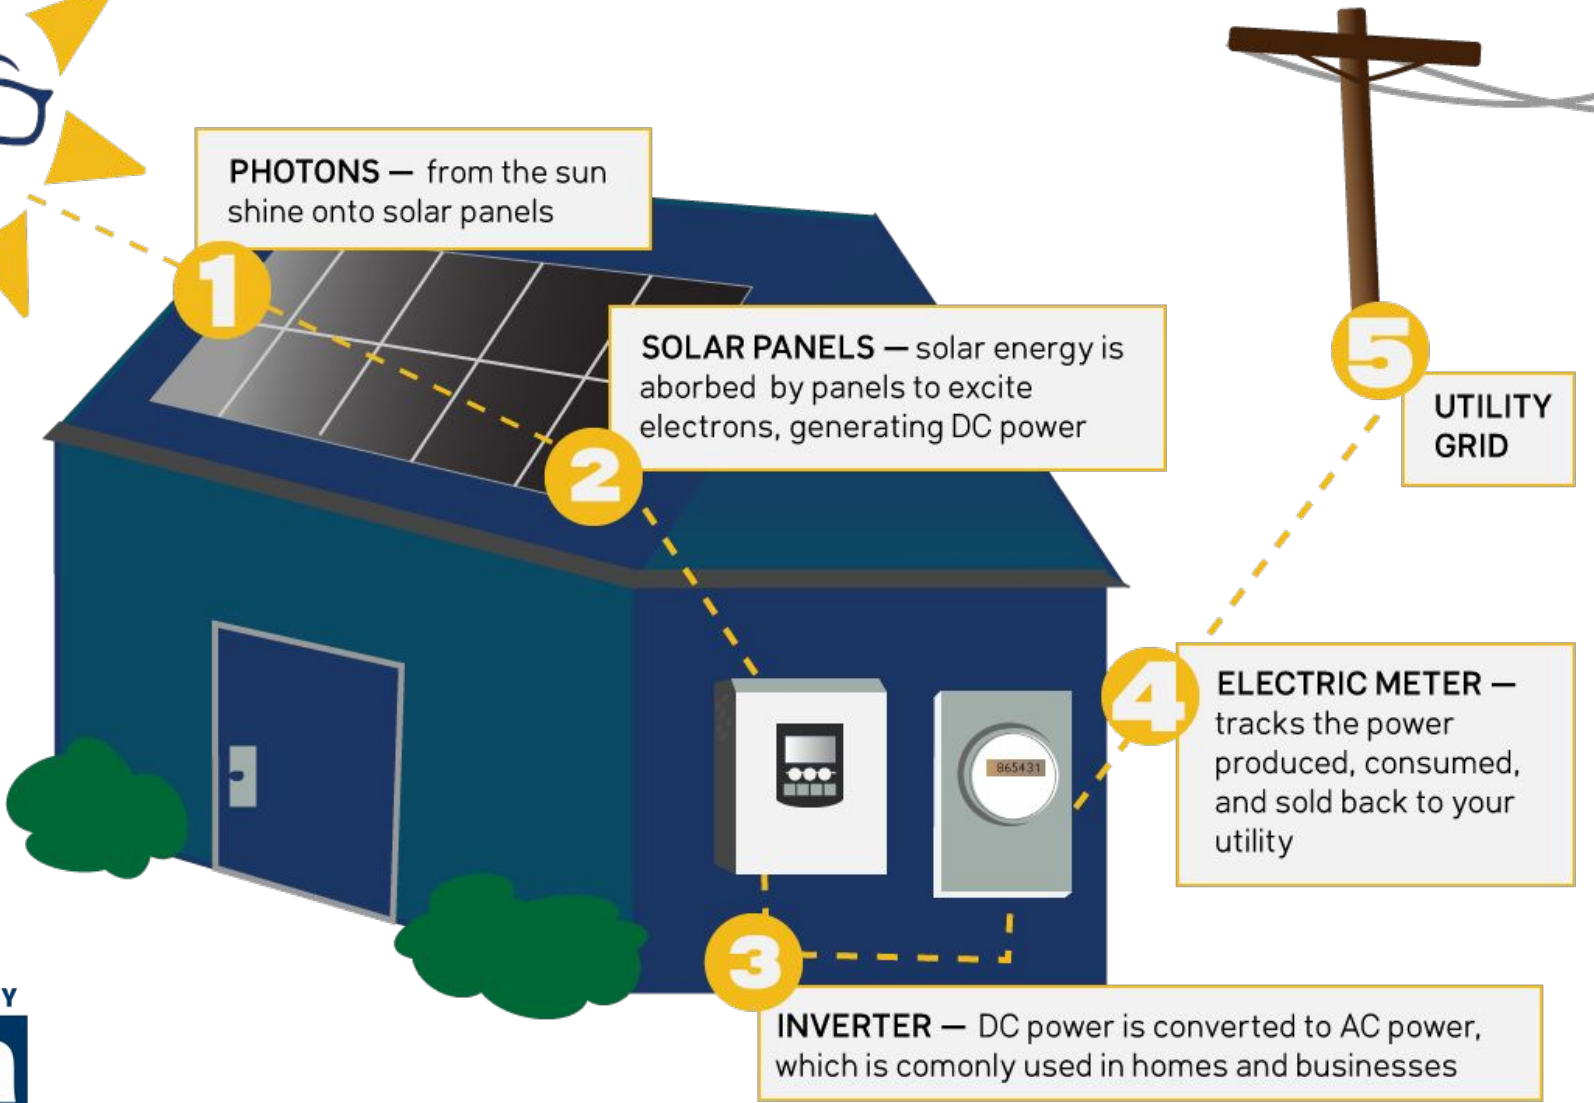 PHOTONS — from the sun
shine onto solar panels
1
SOLAR PANELS — solar energy is
aborbed by panels to excite
electrons, generating DC power
2
5
UTILITY
GRID
4
ELECTRIC METER —
tracks the power
produced, consumed,
and sold back to your
utility
865431
3
INVERTER — DC power is converted to AC power,
which is comonly used in homes and businesses
Y